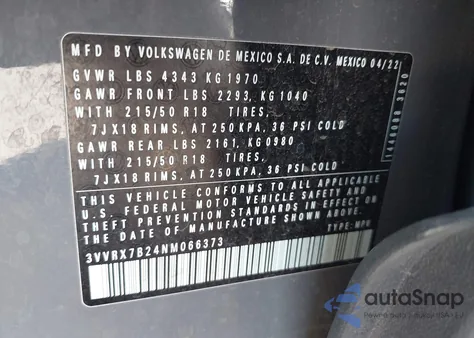 MFD BY VOLKSWAGEN DE MEXICO S.A. DE C.V. MEXICO 04/22
GVWR LBS 4343 KG 1970
GAWR FRONT LBS 2293, KG 1040
WITH 215/50 R18 TIRES,
7JX18 RIMS, AT 250 KPA, 36 PSI COLD
GAWR REAR LBS 2161, KG 0980
WITH 215/50 R18 TIRES,
7JX18 RIMS, AT 250 KPA, 36 PSI COLD
THIS VEHICLE CONFORMS TO ALL APPLICABLE
U.S. FEDERAL MOTOR VEHICLE SAFETY AND
THEFT PREVENTION STANDARDS IN EFFECT ON
THE DATE OF MANUFACTURE SHOWN ABOVE
3VVRX7B24NM066373 TYPE: MPV
3020
autoSnap